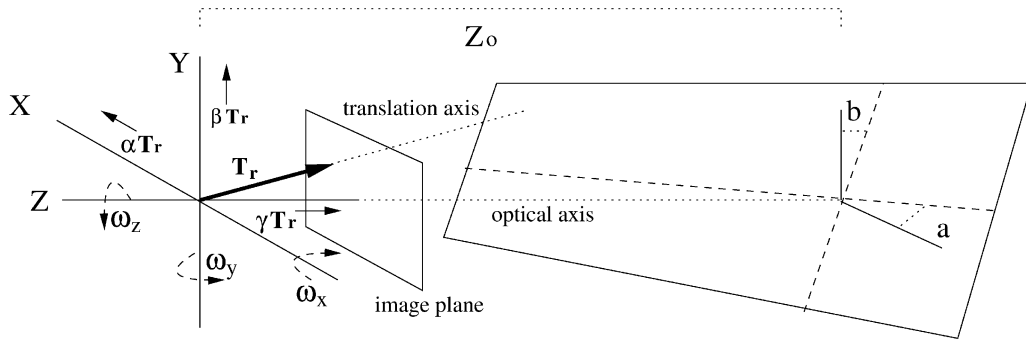 Zo
Y
X
βTr
translation axis
b
αTr
Tr
Z
γTr
optical axis
ωz
a
ωy
ωx
image plane